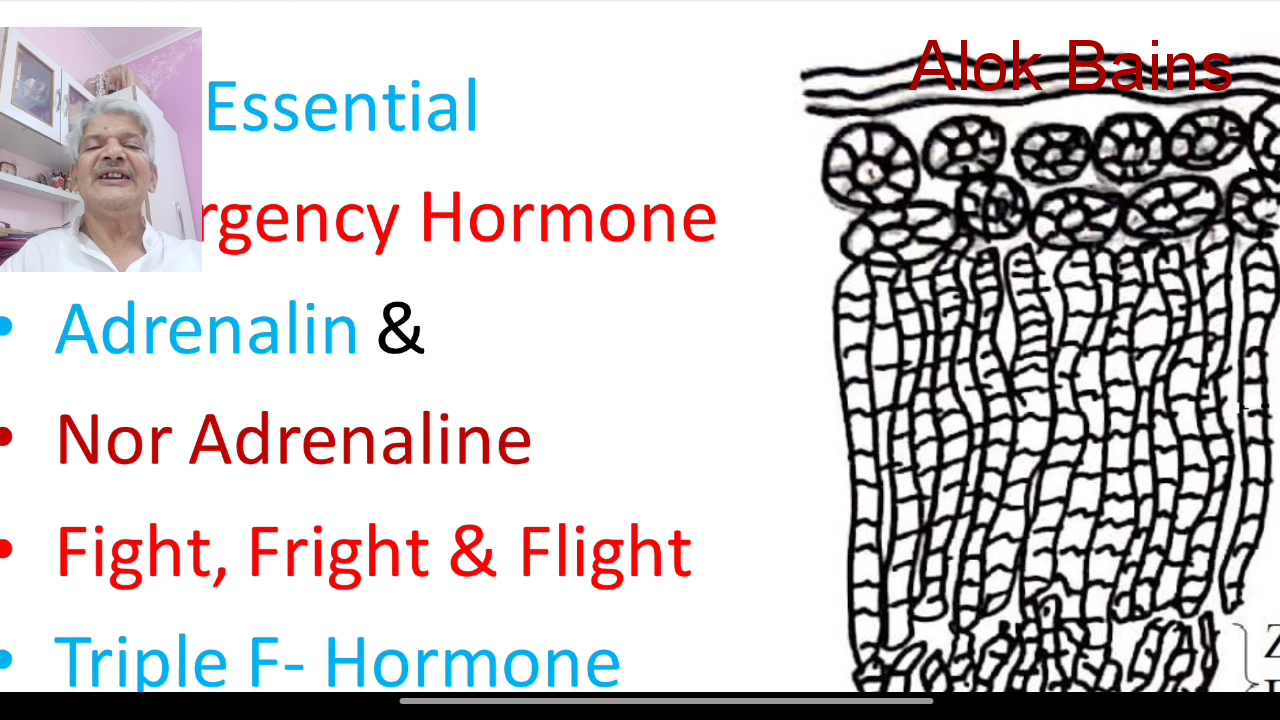 Alok Bains
Essential
rgency Hormone
• Adrenalin &
• Nor Adrenaline
• Fight, Fright & Flight
• Triple F- Hormone
Z